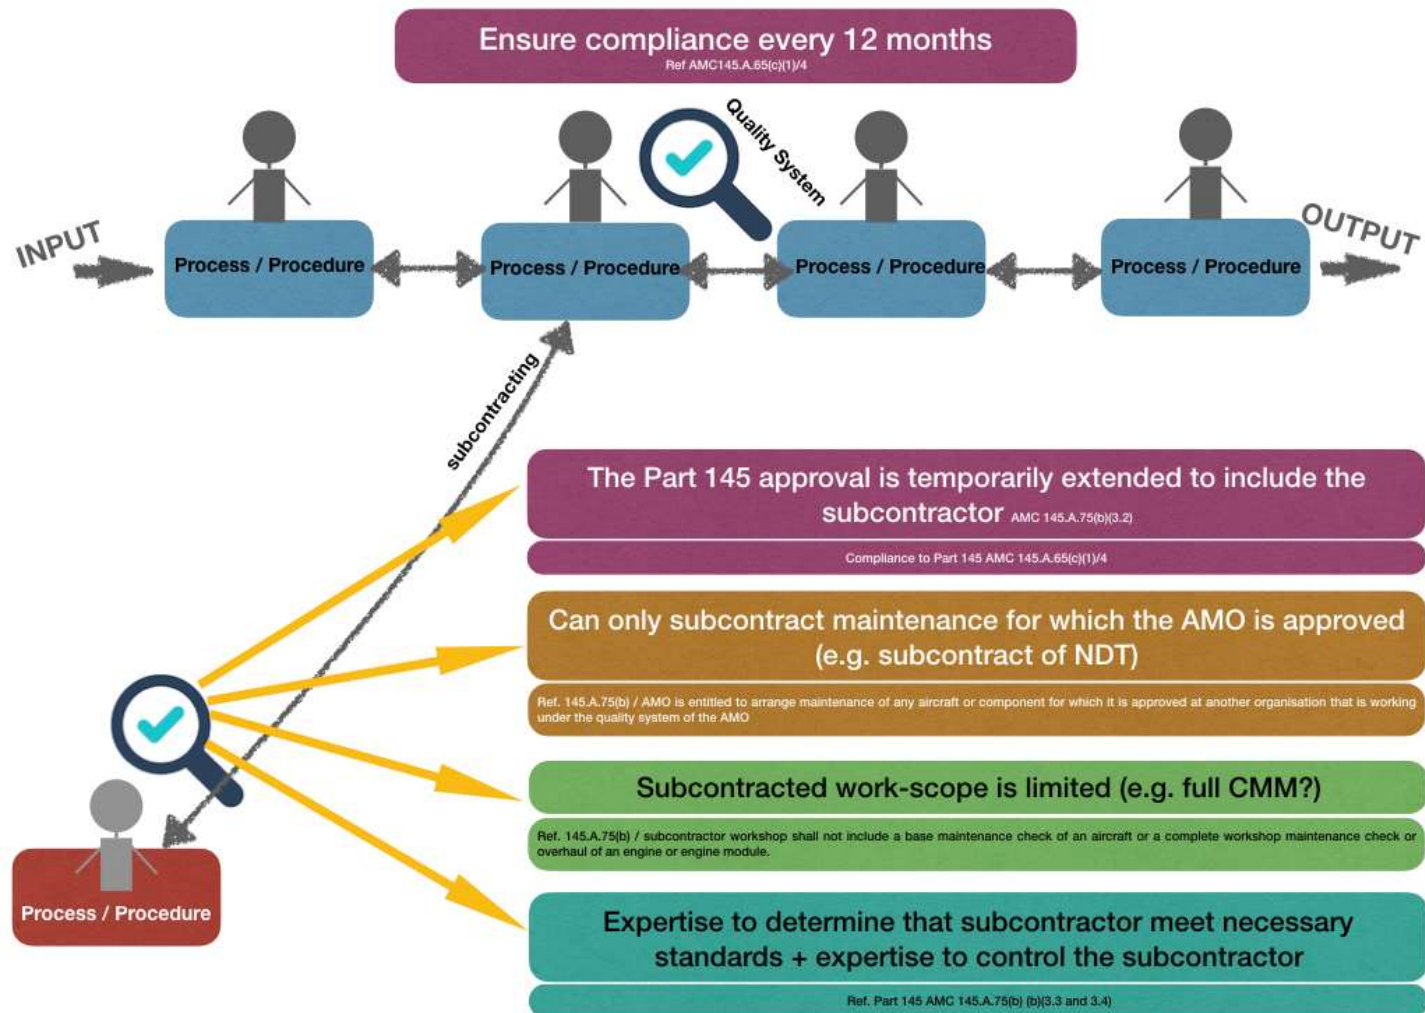 Ensure compliance every 12 months
Ref AMC145.A.65(c)(1)/4
Quality System
INPUT
Process / Procedure
Process / Procedure
Process / Procedure
Process / Procedure
OUTPUT
subcontracting
The Part 145 approval is temporarily extended to include the
subcontractor AMC 145.A.75(b)(3.2)
Compliance to Part 145 AMC 145.A.65(c)(1)/4
Can only subcontract maintenance for which the AMO is approved
(e.g. subcontract of NDT)
Ref. 145.A.75(b) / AMO is entitled to arrange maintenance of any aircraft or component for which it is approved at another organisation that is working
under the quality system of the AMO
Subcontracted work-scope is limited (e.g. full CMM?)
Ref. 145.A.75(b) / subcontractor workshop shall not include a base maintenance check of an aircraft or a complete workshop maintenance check or
overhaul of an engine or engine module.
Process / Procedure
Expertise to determine that subcontractor meet necessary
standards + expertise to control the subcontractor
Ref. Part 145 AMC 145.A.75(b) (b)(3.3 and 3.4)